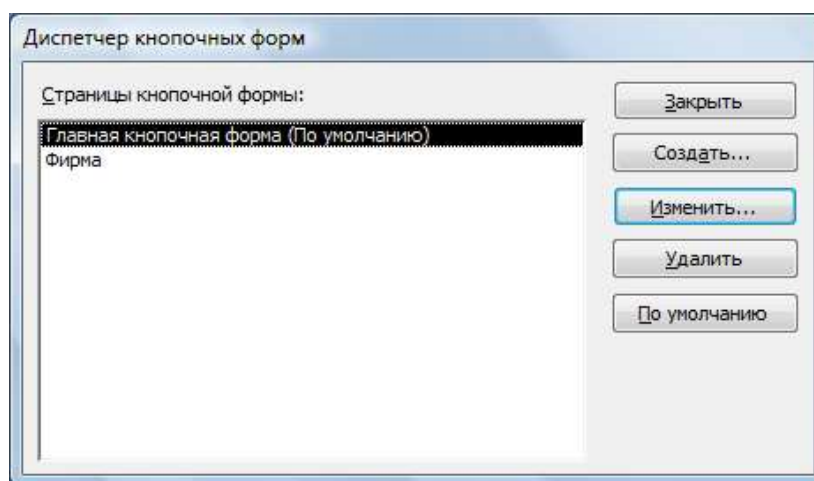 Диспетчер кнопочных форм
Страницы кнопочной формы:
Главная кнопочная форма (По умолчанию)
Фирма
Закрыть
Создать...
Изменить...
Удалить
По умолчанию